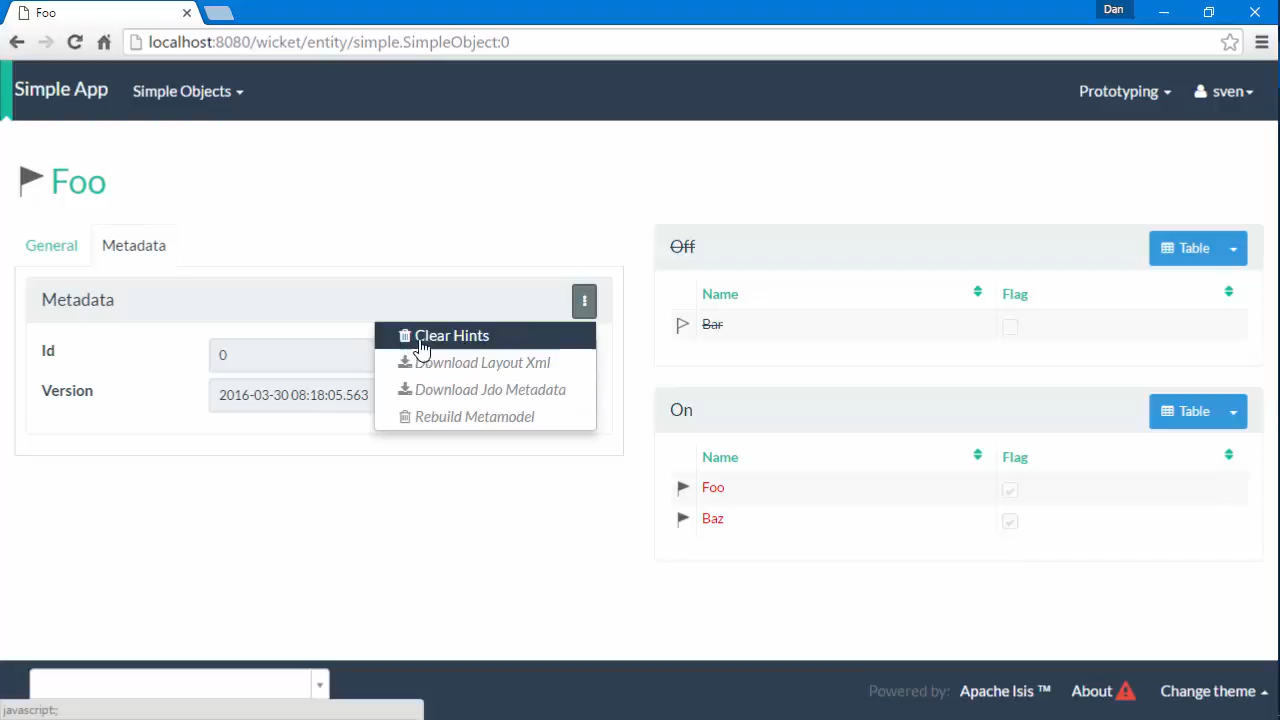 Foo
Dan
localhost:8080/wicket/entity/simple.SimpleObject:0
Simple App
Simple Objects
Prototyping
sven
Foo
General
Metadata
Metadata
Id
0
Version
2016-03-30 08:18:05.563
Clear Hints
Download Layout Xml
Download Jdo Metadata
Rebuild Metamodel
Off
Table
Name
Flag
Bar
On
Table
Name
Flag
Foo
Baz
Powered by: Apache Isis ™
About
Change theme
javascript:;